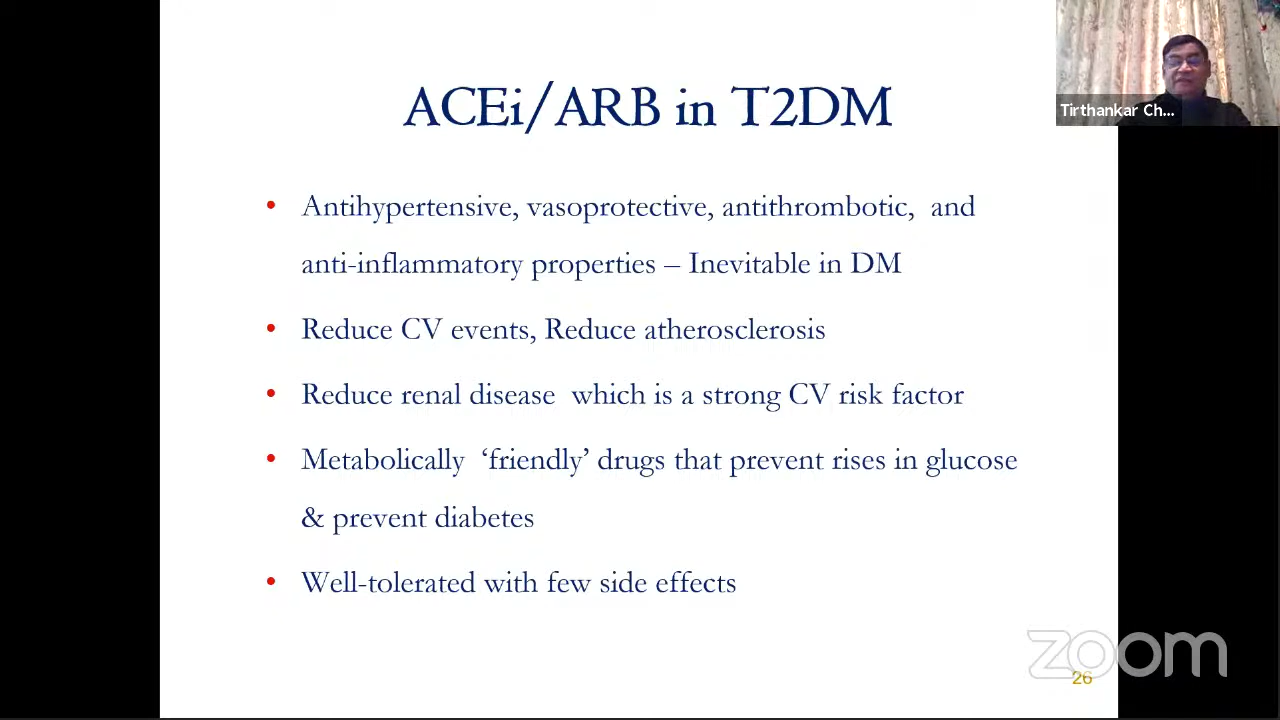 ACEi/ARB in T2DM
Tirthankar Ch...
• Antihypertensive, vasoprotective, antithrombotic, and
anti-inflammatory properties – Inevitable in DM
• Reduce CV events, Reduce atherosclerosis
• Reduce renal disease which is a strong CV risk factor
• Metabolically ‘friendly’ drugs that prevent rises in glucose
& prevent diabetes
• Well-tolerated with few side effects
zoom
26